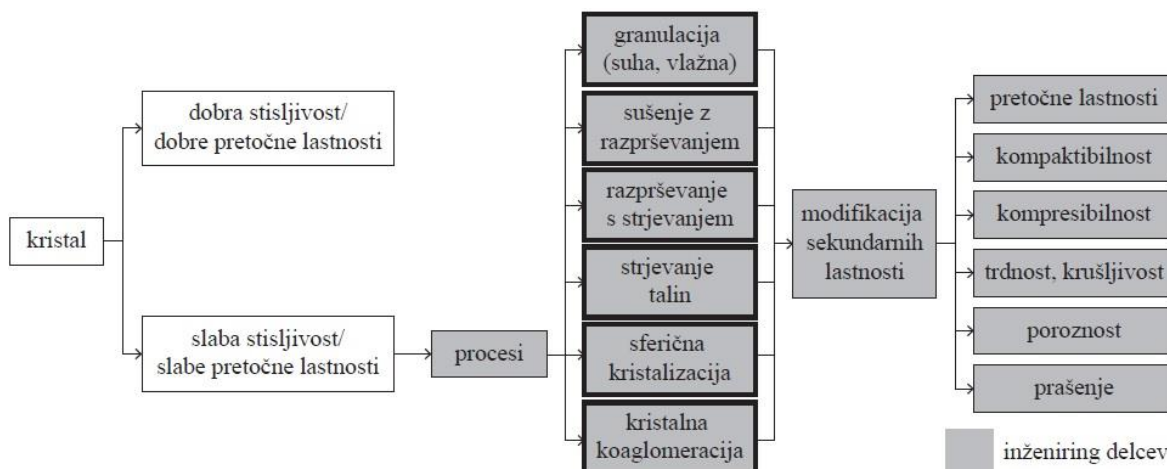 kristal
dobra stisljivost/
dobre pretočne lastnosti
slaba stisljivost/
slabe pretočne lastnosti
procesi
granulacija
(suha, vlažna)
sušenje z
razprševanjem
razprševanje
s strjevanjem
strjevanje
talin
sferična
kristalizacija
kristalna
koaglomeracija
modifikacija
sekundarnih
lastnosti
pretočne lastnosti
kompaktibilnost
kompresibilnost
trdnost, krušljivost
poroznost
prašenje
inženiring delcev